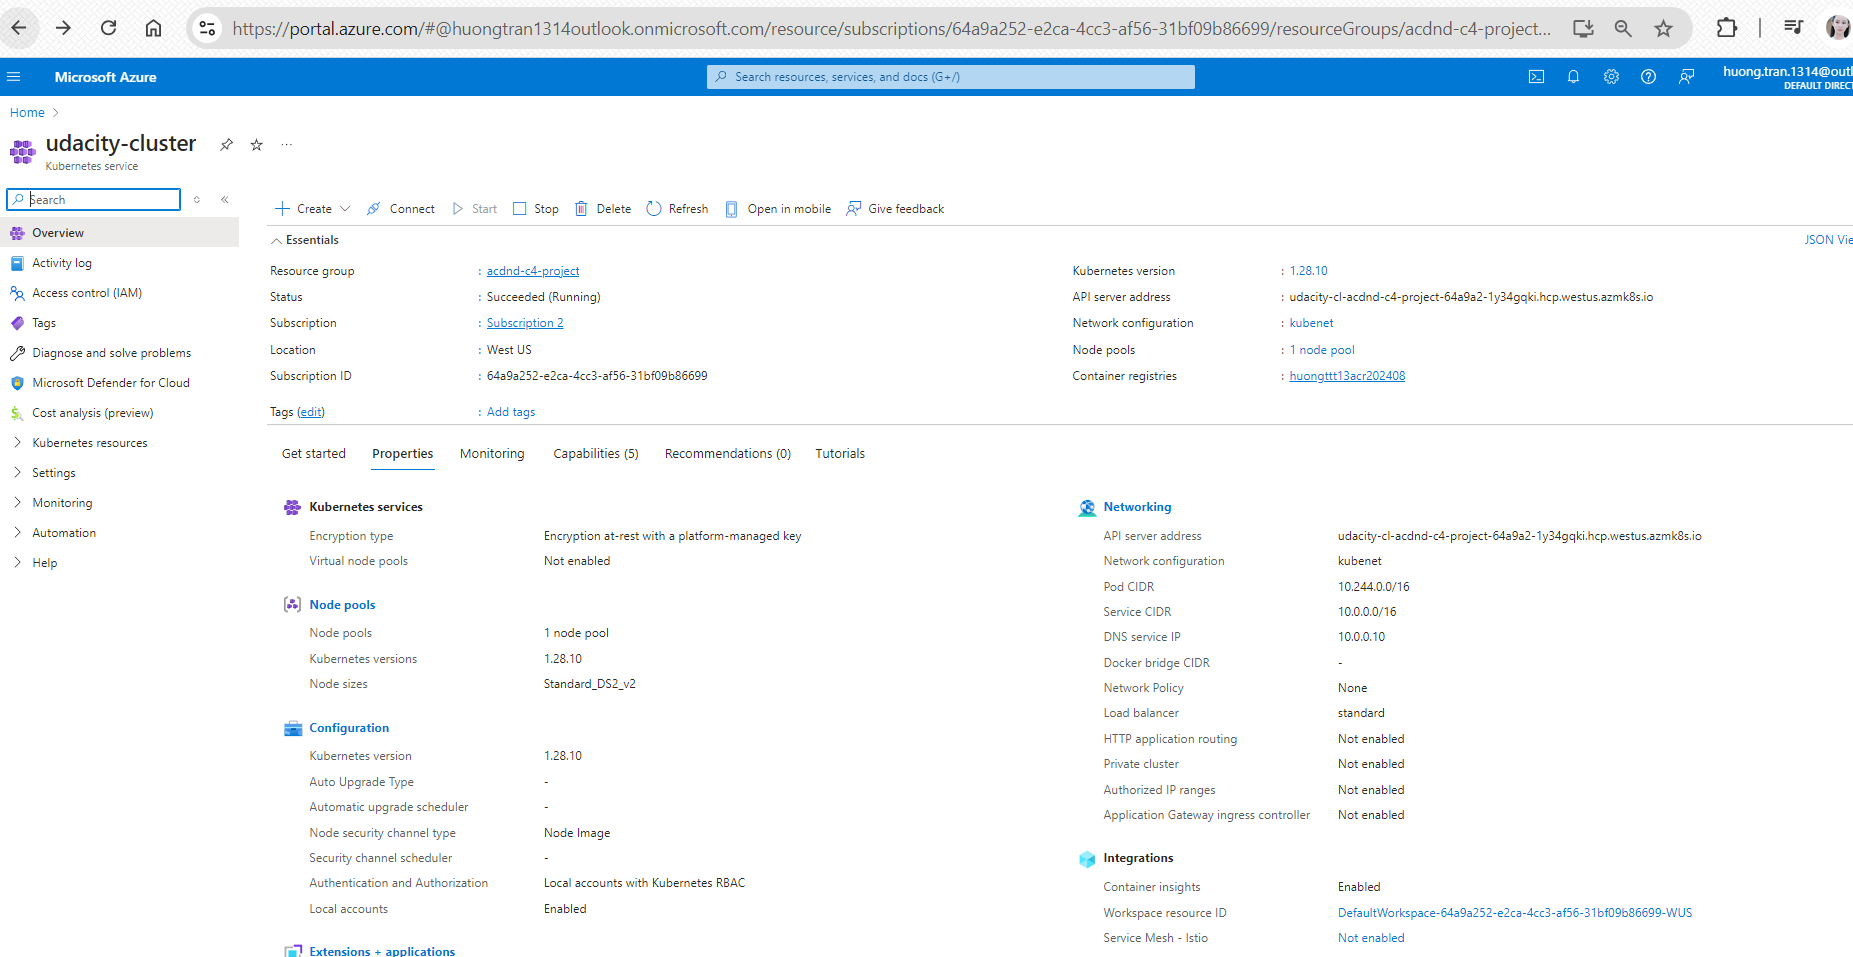 https://portal.azure.com/#@huongtran1314outlook.onmicrosoft.com/resource/subscriptions/64a9a252-e2ca-4cc3-af56-31bf09b86699/resourceGroups/acdnd-c4-project...
Microsoft Azure
Search resources, services, and docs (G+/)
huong.tran.1314@outl
DEFAULT DIRECT
Home
udacity-cluster
Kubernetes service
Search
Overview
Activity log
Access control (IAM)
Tags
Diagnose and solve problems
Microsoft Defender for Cloud
Cost analysis (preview)
Kubernetes resources
Settings
Monitoring
Automation
Help
Create Connect Start Stop Delete Refresh Open in mobile Give feedback
Essentials
JSON Vie
Resource group : acdnd-c4-project
Status : Succeeded (Running)
Subscription : Subscription 2
Location : West US
Subscription ID : 64a9a252-e2ca-4cc3-af56-31bf09b86699
Tags (edit) : Add tags
Kubernetes version : 1.28.10
API server address : udacity-cl-acdnd-c4-project-64a9a2-1y34gqki.hcp.westus.azmk8s.io
Network configuration : kubenet
Node pools : 1 node pool
Container registries : huongttt13acr202408
Get started Properties Monitoring Capabilities (5) Recommendations (0) Tutorials
Kubernetes services
Encryption type Encryption at-rest with a platform-managed key
Virtual node pools Not enabled
Node pools
Node pools 1 node pool
Kubernetes versions 1.28.10
Node sizes Standard_DS2_v2
Configuration
Kubernetes version 1.28.10
Auto Upgrade Type -
Automatic upgrade scheduler -
Node security channel type Node Image
Security channel scheduler -
Authentication and Authorization Local accounts with Kubernetes RBAC
Local accounts Enabled
Extensions + applications
Networking
API server address udacity-cl-acdnd-c4-project-64a9a2-1y34gqki.hcp.westus.azmk8s.io
Network configuration kubenet
Pod CIDR 10.244.0.0/16
Service CIDR 10.0.0.0/16
DNS service IP 10.0.0.10
Docker bridge CIDR -
Network Policy None
Load balancer standard
HTTP application routing Not enabled
Private cluster Not enabled
Authorized IP ranges Not enabled
Application Gateway ingress controller Not enabled
Integrations
Container insights Enabled
Workspace resource ID DefaultWorkspace-64a9a252-e2ca-4cc3-af56-31bf09b86699-WUS
Service Mesh - Istio Not enabled